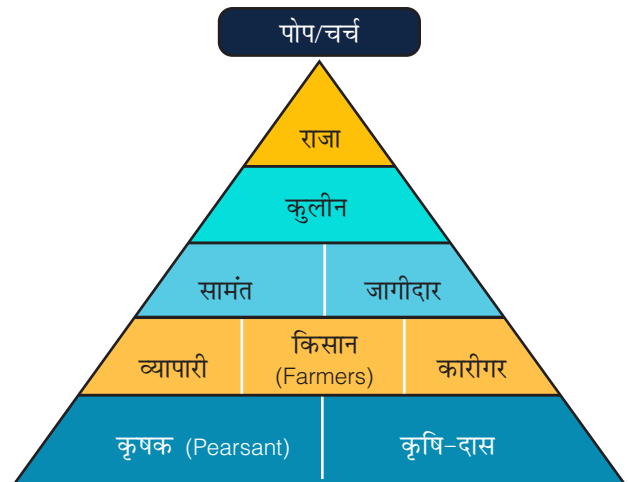 पोप/चर्च
राजा
कुलीन
सामंत जागीदार
व्यापारी किसान (Farmers) कारीगर
कृषक (Pearsant) कृषि-दास